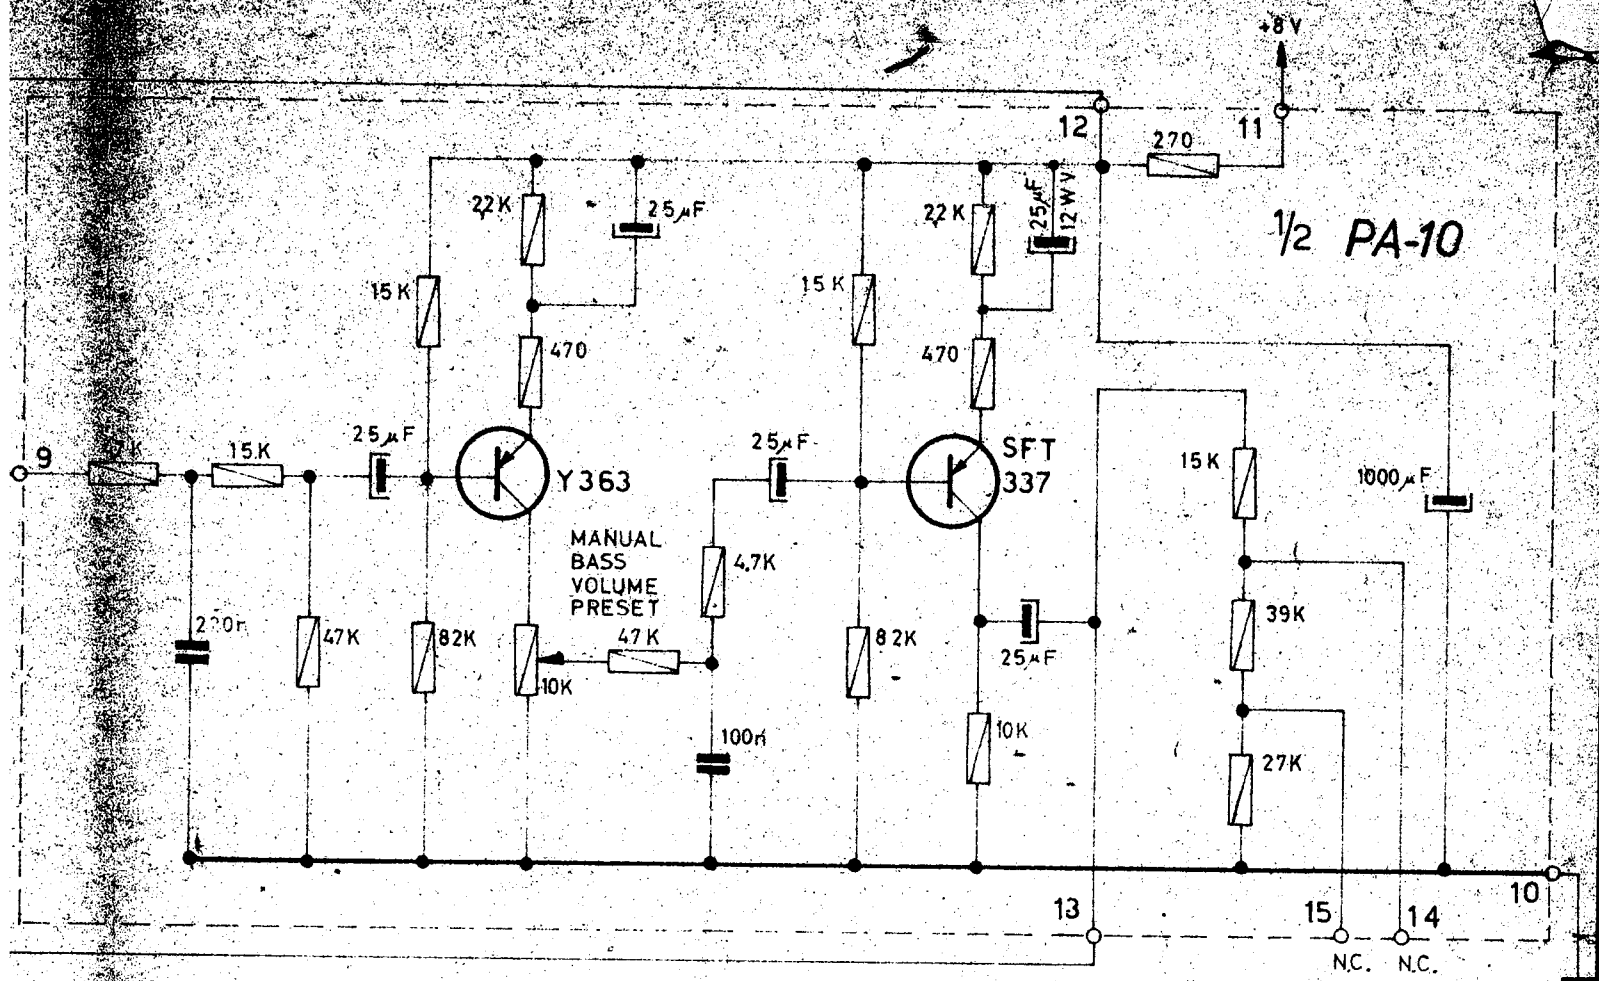 +8 V
12
11
270
½ PA-10
22K
25µF
22K
25µF
12WV
15K
15K
470
470
9
15K
25µF
Y363
25µF
SFT
337
15K
1000µF
MANUAL
BASS
VOLUME
PRESET
4,7K
47K
82K
47K
10K
82K
25µF
39K
100n
10K
27K
10
13
15
14
N.C.
N.C.